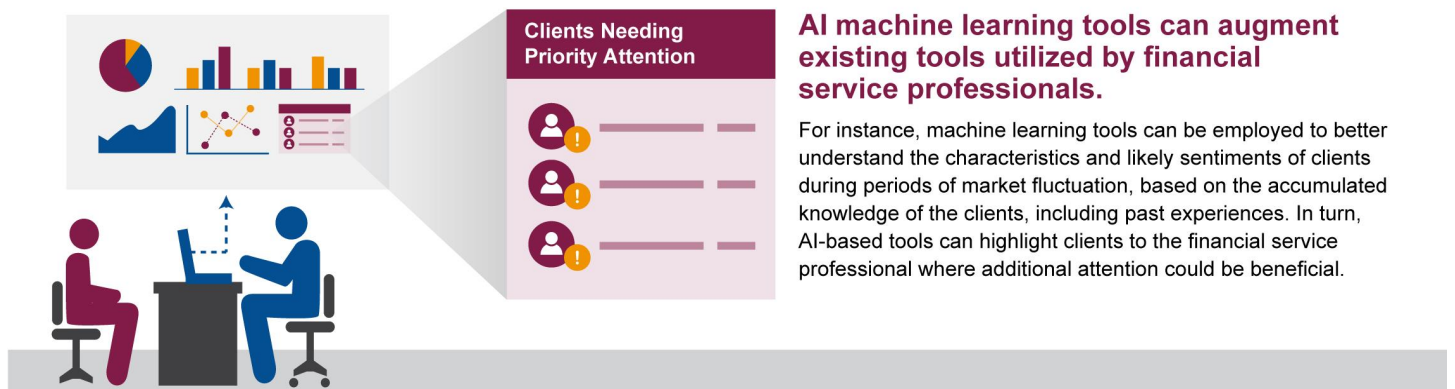 Clients Needing
Priority Attention
!
!
!
AI machine learning tools can augment
existing tools utilized by financial
service professionals.
For instance, machine learning tools can be employed to better
understand the characteristics and likely sentiments of clients
during periods of market fluctuation, based on the accumulated
knowledge of the clients, including past experiences. In turn,
AI-based tools can highlight clients to the financial service
professional where additional attention could be beneficial.